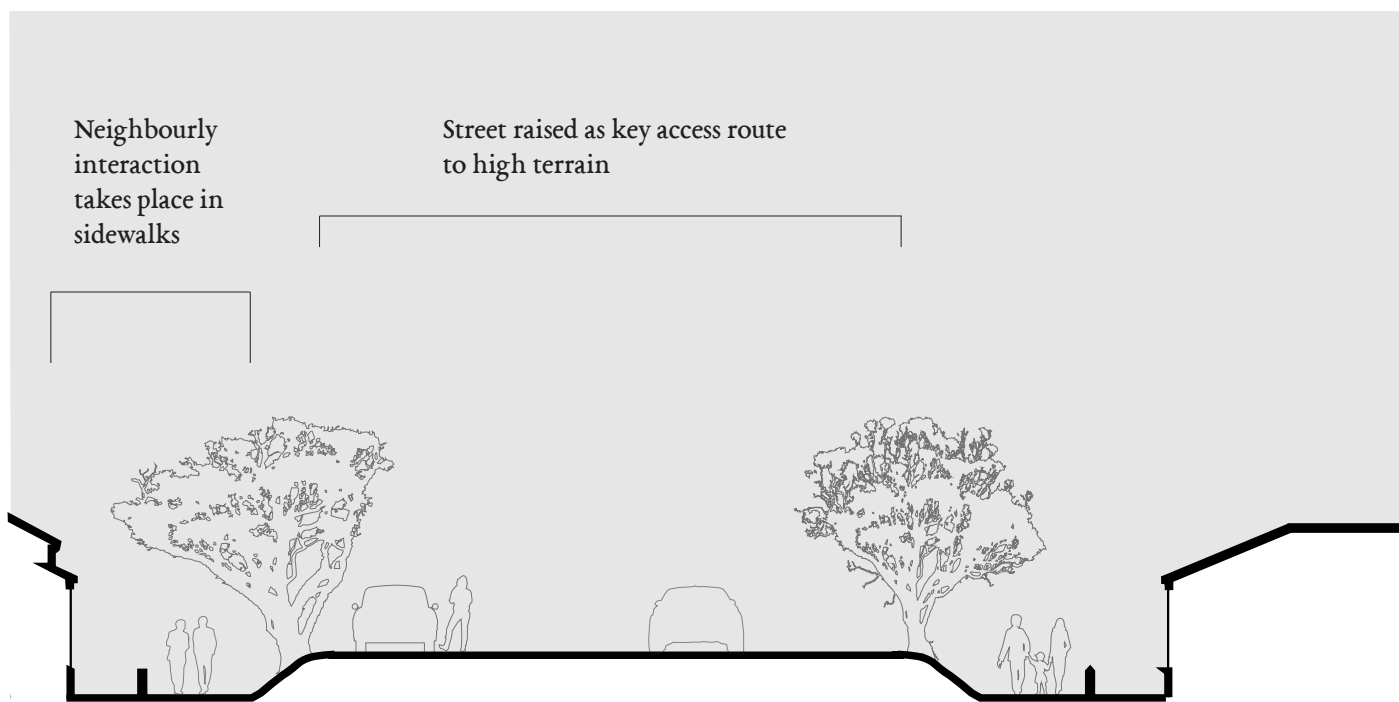 Neighbourly
interaction
takes place in
sidewalks
Street raised as key access route
to high terrain